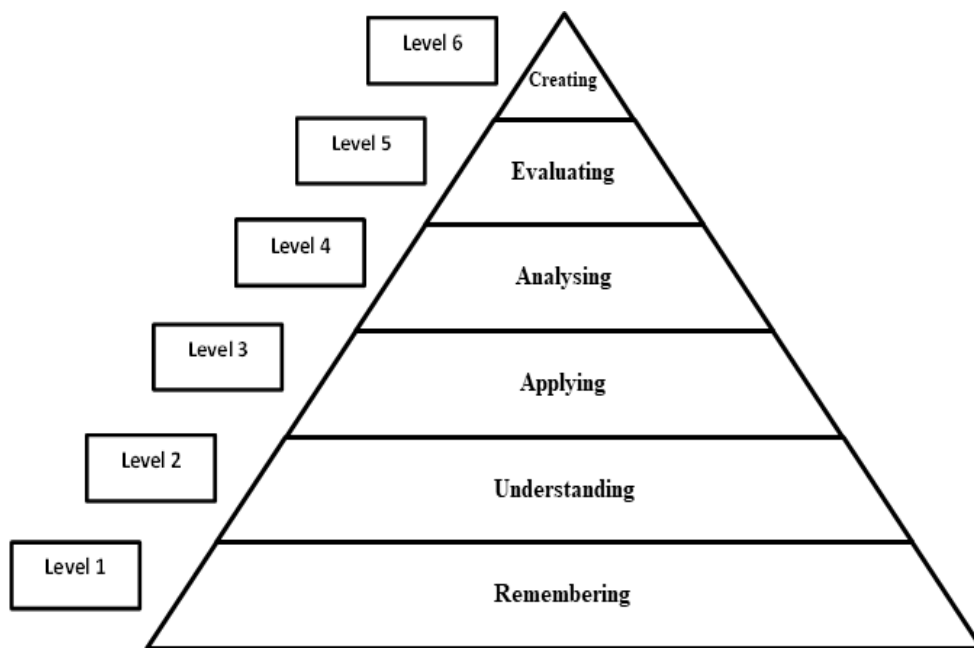 Level 6
Creating
Level 5
Evaluating
Level 4
Analysing
Level 3
Applying
Level 2
Understanding
Level 1
Remembering